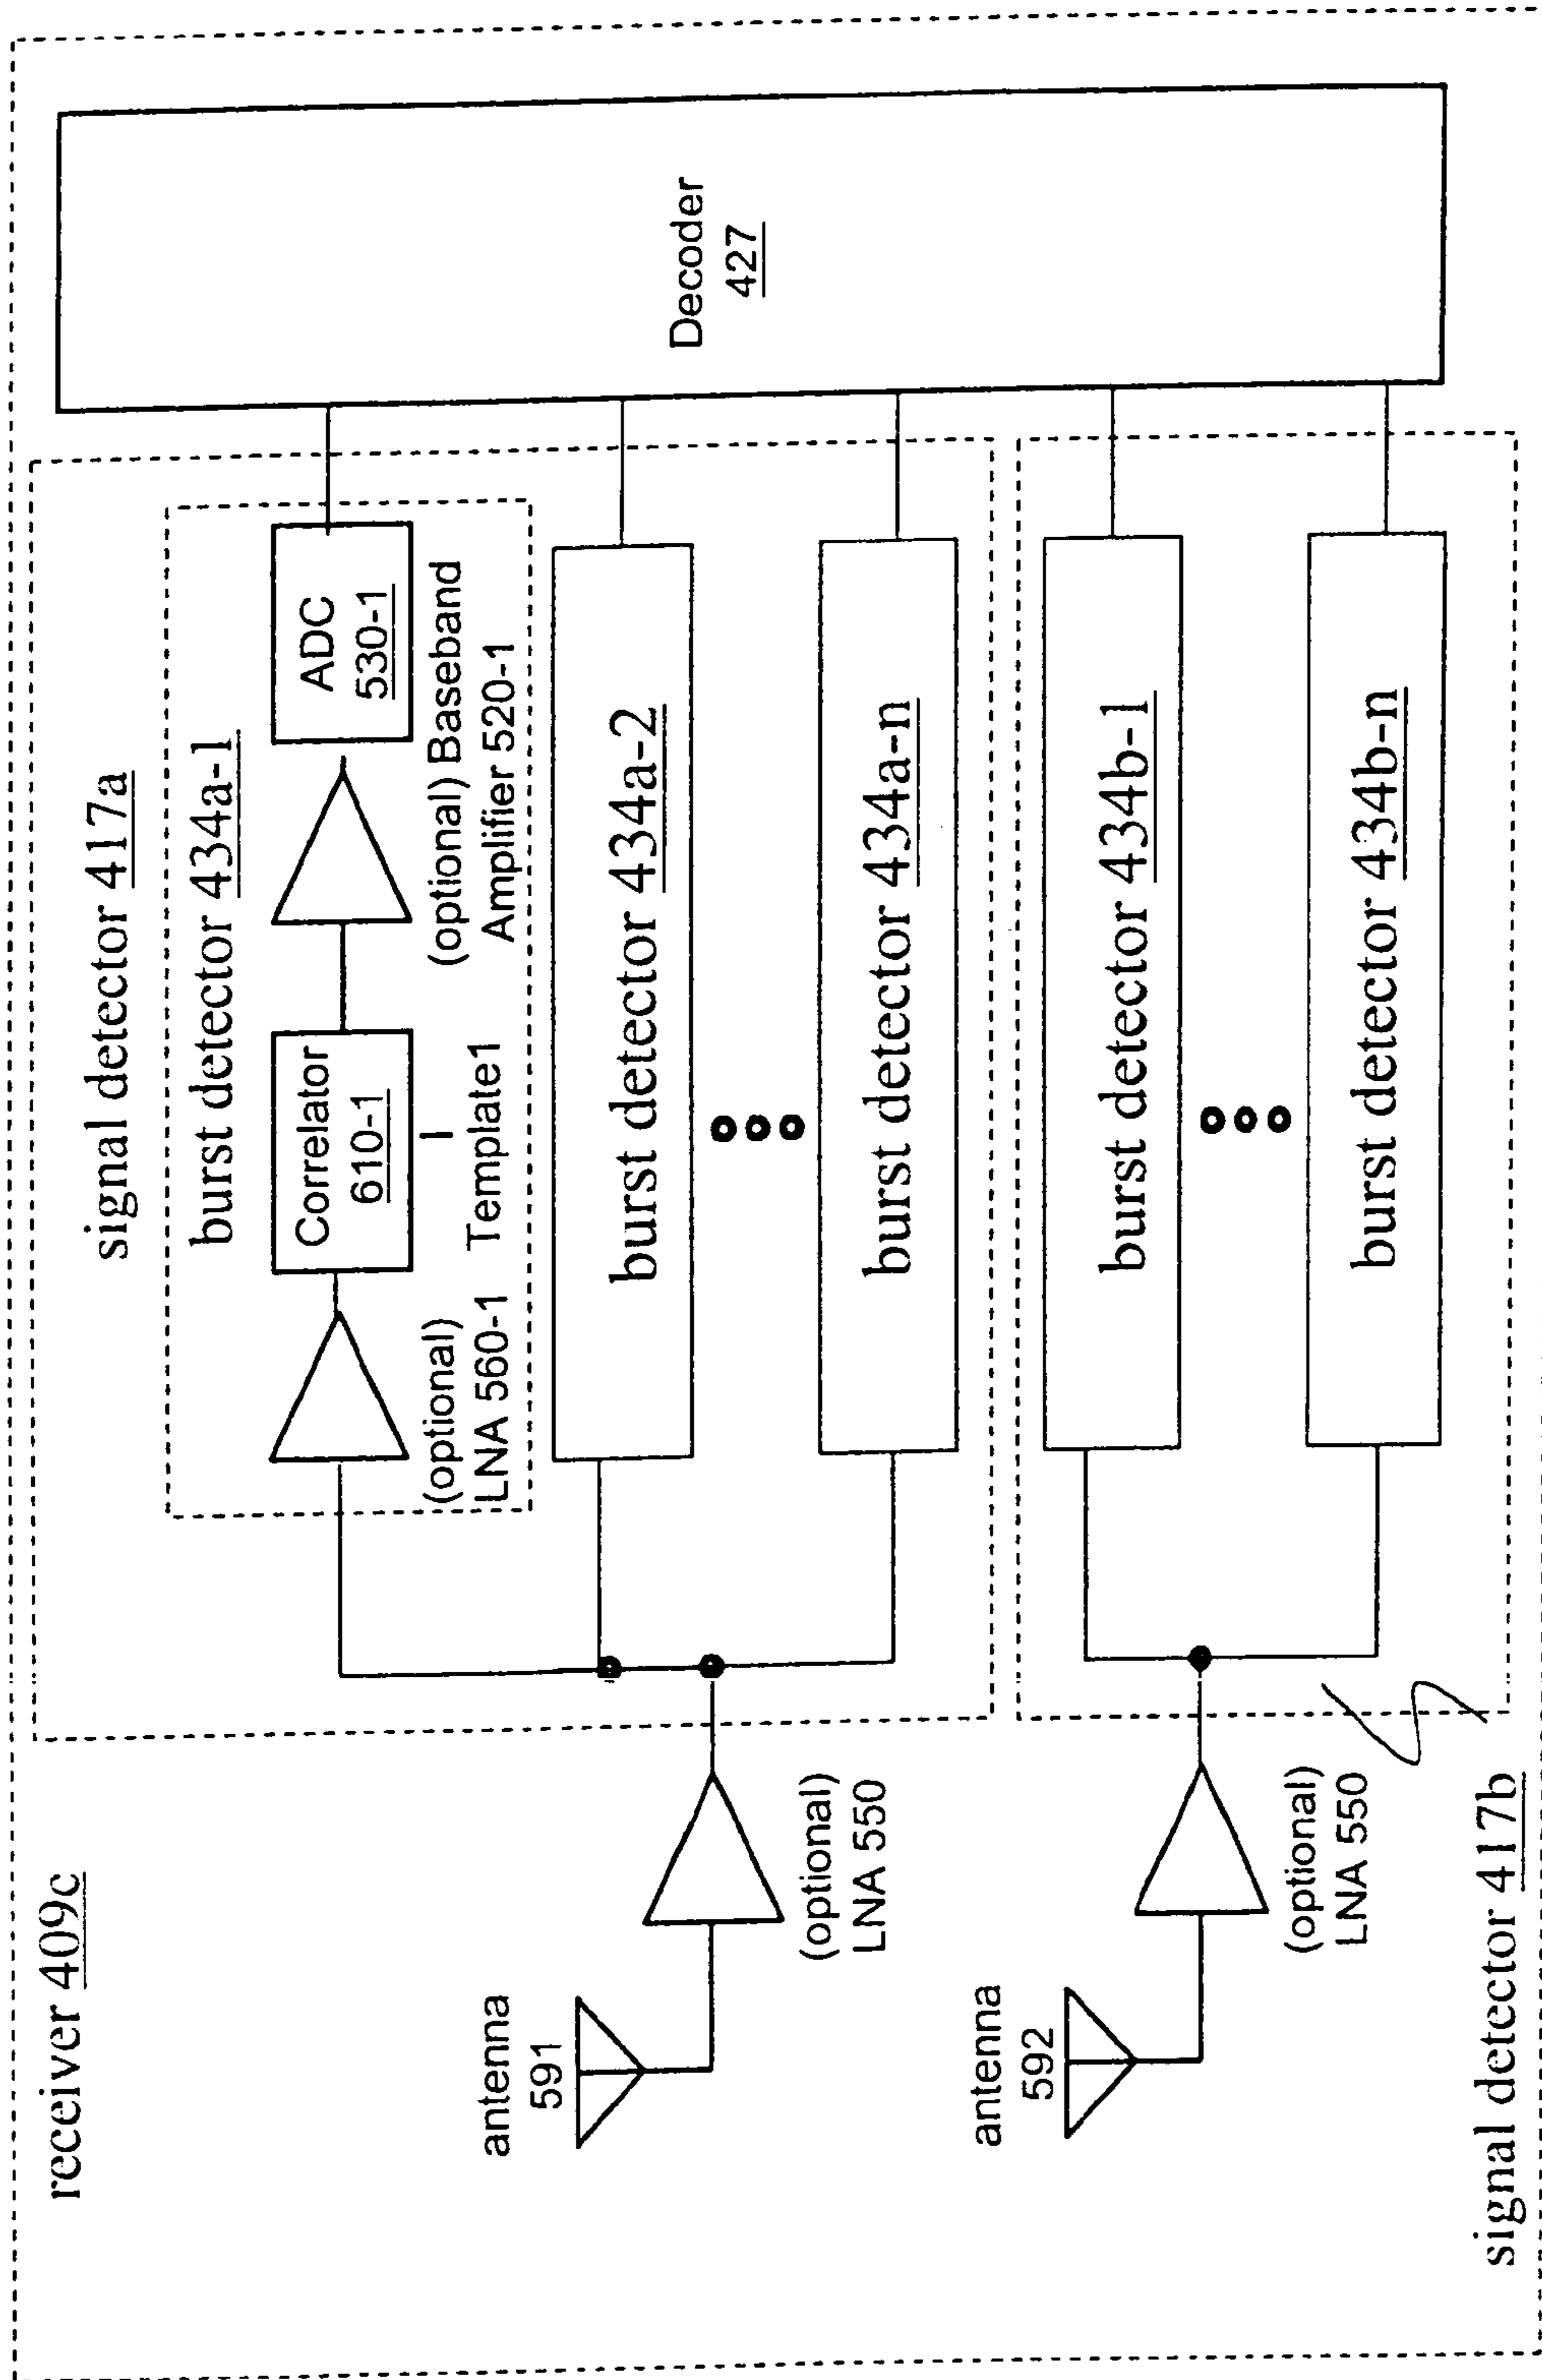 receiver 409c
signal detector 417a
burst detector 434a-1
Correlator
610-1
ADC
530-1
(optional)
LNA 560-1
Template1
(optional) Baseband
Amplifier 520-1
antenna
591
(optional)
LNA 550
burst detector 434a-2
burst detector 434a-n
Decoder
427
antenna
592
(optional)
LNA 550
burst detector 434b-1
burst detector 434b-n
signal detector 417b